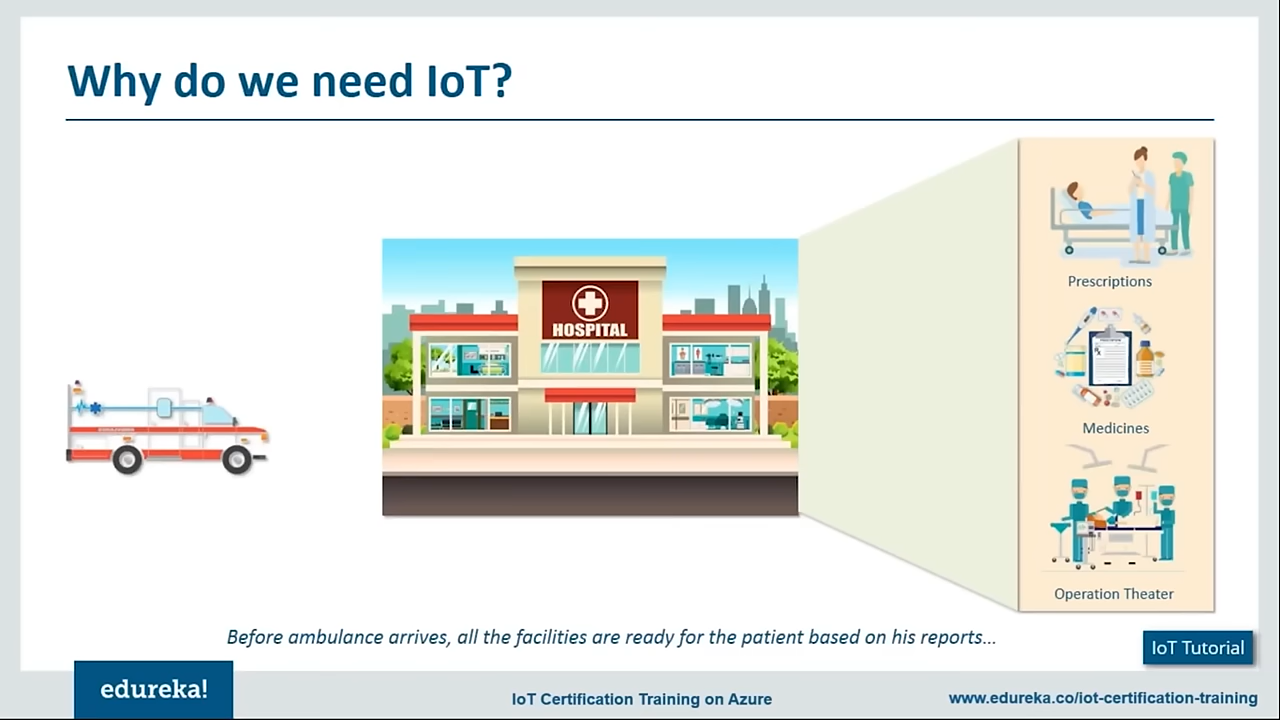 Why do we need IoT?
HOSPITAL
Prescriptions
Medicines
Operation Theater
Before ambulance arrives, all the facilities are ready for the patient based on his reports...
IoT Tutorial
edureka!
IoT Certification Training on Azure
www.edureka.co/iot-certification-training